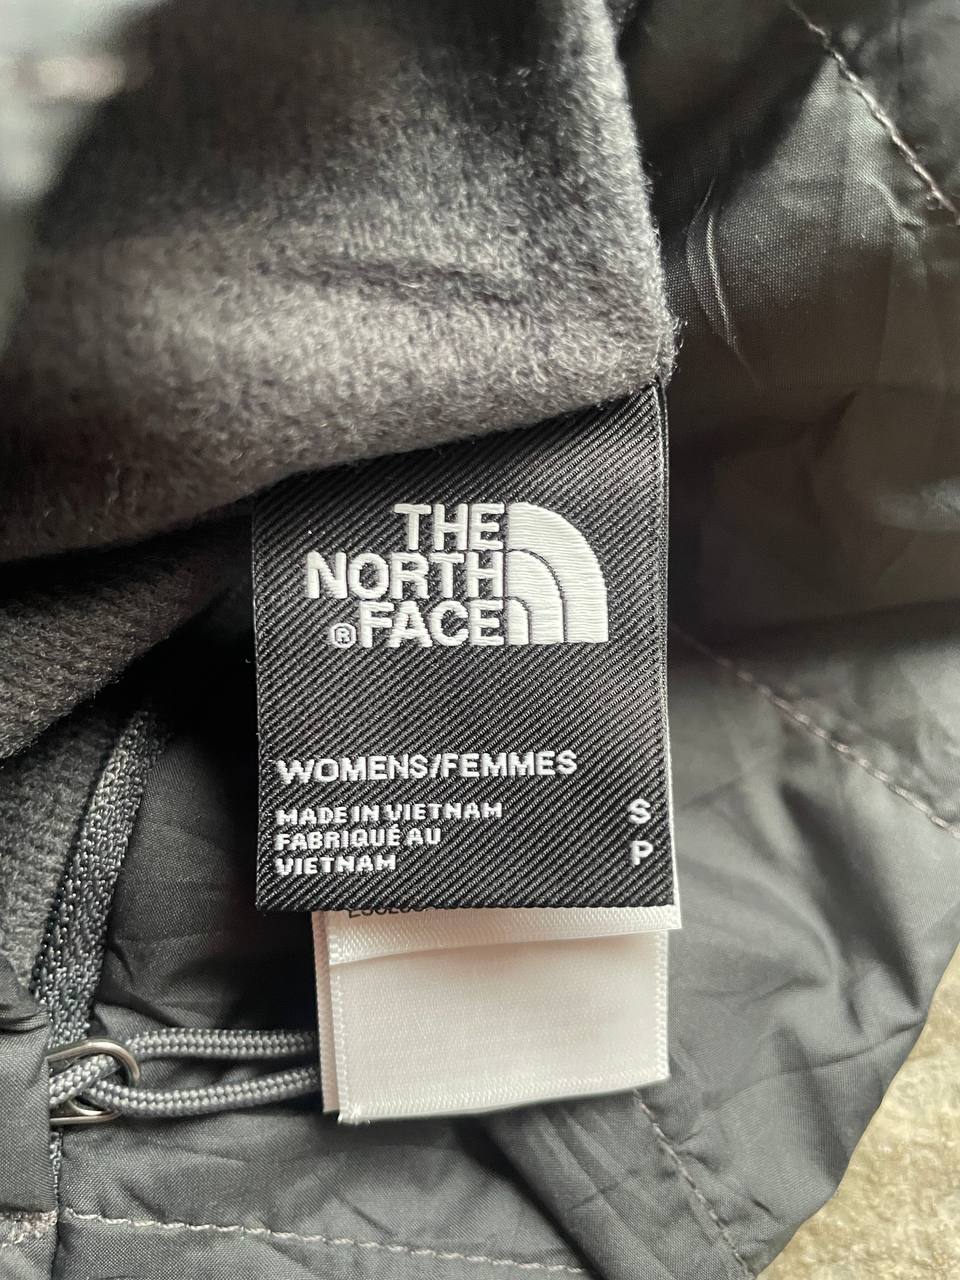 THE
NORTH
®FACE
WOMENS/FEMMES
MADE IN VIETNAM S
FABRIQUÉ AU P
VIETNAM